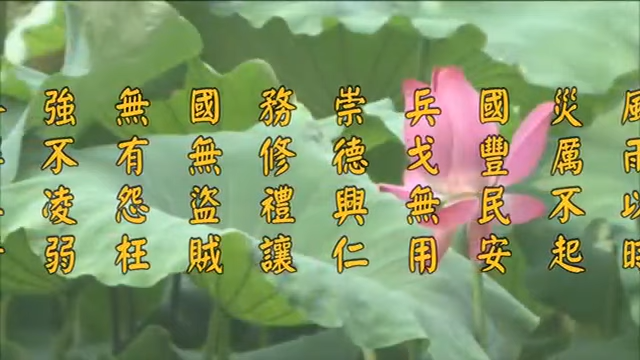 風雨以時
災厲不起
國豐民安
兵戈無用
崇德興仁
務修禮讓
國無盜賊
無有怨枉
強不凌弱